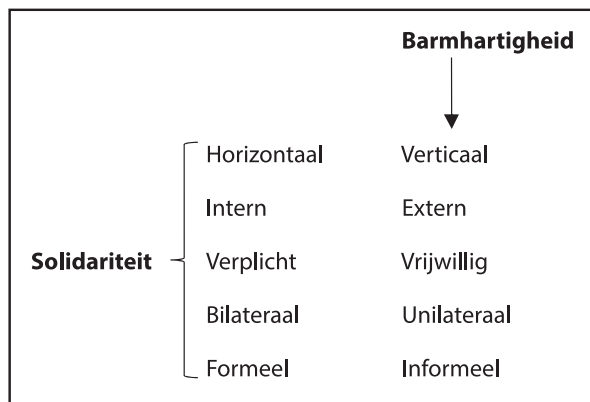 Barmhartigheid
Horizontaal Verticaal
Intern Extern
Solidariteit Verplicht Vrijwillig
Bilateraal Unilateraal
Formeel Informeel